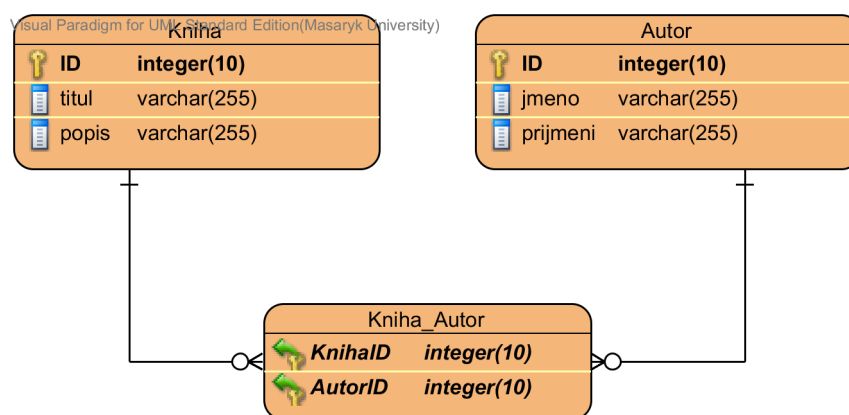 Visual Paradigm for UML Standard Edition(Masaryk University)
Kniha
ID integer(10)
titul varchar(255)
popis varchar(255)
Autor
ID integer(10)
jmeno varchar(255)
prijmeni varchar(255)
Kniha_Autor
KnihaID integer(10)
AutorID integer(10)